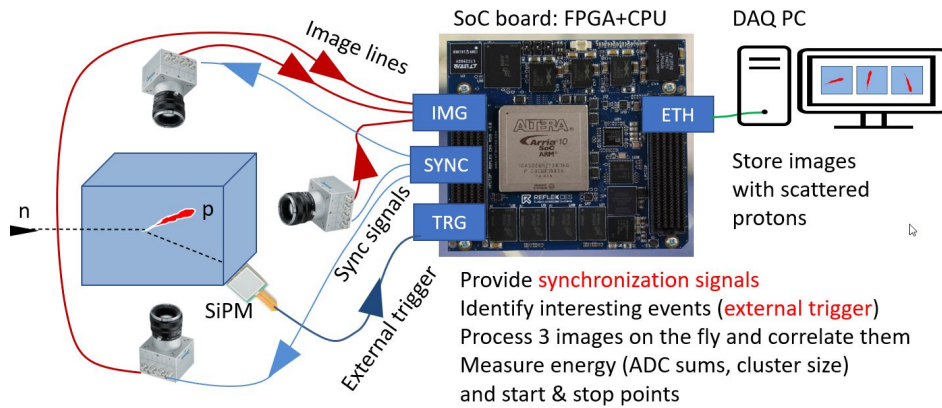 SoC board: FPGA+CPU
DAQ PC
Image lines
IMG
ETH
ALTERA
Arria 10
SoC
ARM
SYNC
n
p
Sync signals
REFLEXCES
TRG
Store images
with scattered
protons
SiPM
External trigger
Provide synchronization signals
Identify interesting events (external trigger)
Process 3 images on the fly and correlate them
Measure energy (ADC sums, cluster size)
and start & stop points